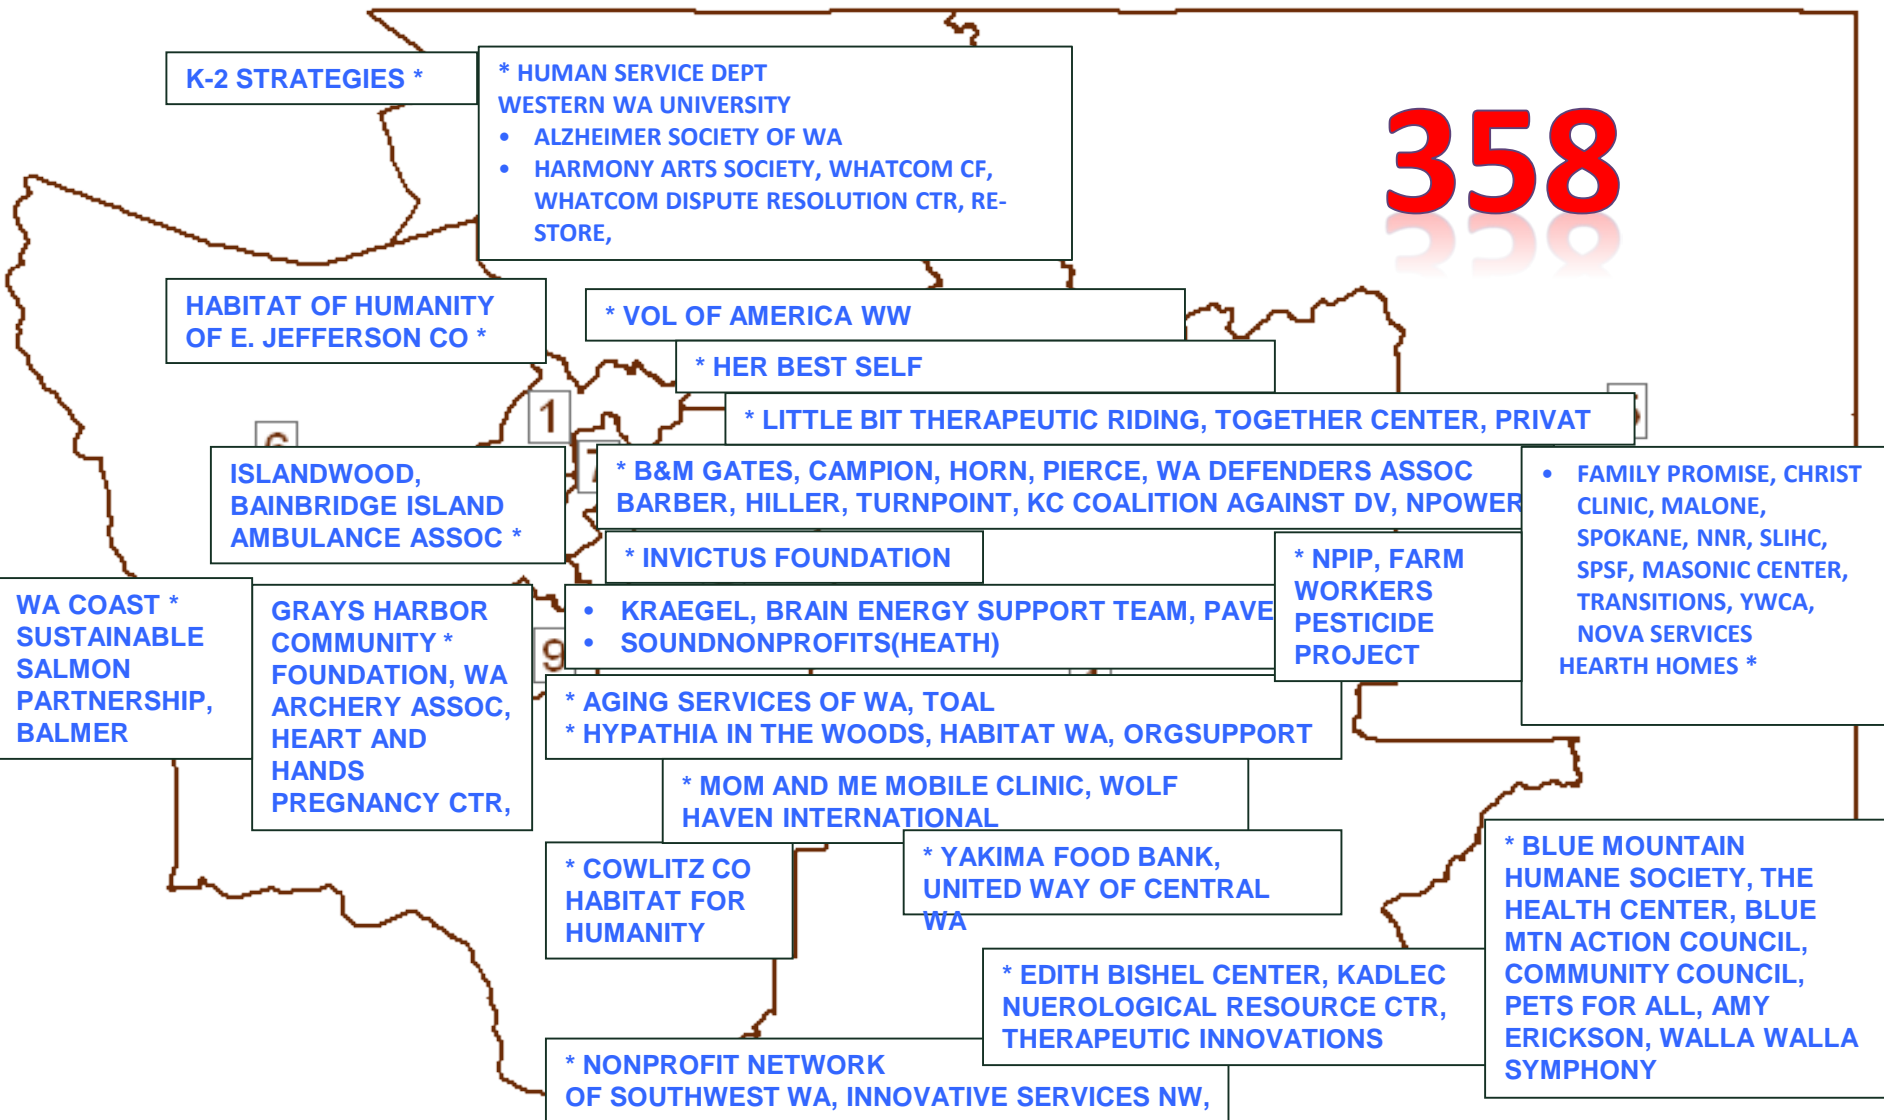 K-2 STRATEGIES *
* HUMAN SERVICE DEPT
WESTERN WA UNIVERSITY
• ALZHEIMER SOCIETY OF WA
• HARMONY ARTS SOCIETY, WHATCOM CF,
WHATCOM DISPUTE RESOLUTION CTR, RE-
STORE,
358
HABITAT OF HUMANITY
OF E. JEFFERSON CO *
* VOL OF AMERICA WW
* HER BEST SELF
1
* LITTLE BIT THERAPEUTIC RIDING, TOGETHER CENTER, PRIVAT
ISLANDWOOD,
BAINBRIDGE ISLAND
AMBULANCE ASSOC *
* B&M GATES, CAMPION, HORN, PIERCE, WA DEFENDERS ASSOC
BARBER, HILLER, TURNPOINT, KC COALITION AGAINST DV, NPOWER
• FAMILY PROMISE, CHRIST
CLINIC, MALONE,
SPOKANE, NNR, SLIHC,
SPSF, MASONIC CENTER,
TRANSITIONS, YWCA,
NOVA SERVICES
HEARTH HOMES *
* INVICTUS FOUNDATION
* NPIP, FARM
WORKERS
PESTICIDE
PROJECT
WA COAST *
SUSTAINABLE
SALMON
PARTNERSHIP,
BALMER
GRAYS HARBOR
COMMUNITY *
FOUNDATION, WA
ARCHERY ASSOC,
HEART AND
HANDS
PREGNANCY CTR,
• KRAEGEL, BRAIN ENERGY SUPPORT TEAM, PAVE
• SOUNDNONPROFITS(HEATH)
9
* AGING SERVICES OF WA, TOAL
* HYPATHIA IN THE WOODS, HABITAT WA, ORGSUPPORT
* MOM AND ME MOBILE CLINIC, WOLF
HAVEN INTERNATIONAL
* COWLITZ CO
HABITAT FOR
HUMANITY
* YAKIMA FOOD BANK,
UNITED WAY OF CENTRAL
WA
* BLUE MOUNTAIN
HUMANE SOCIETY, THE
HEALTH CENTER, BLUE
MTN ACTION COUNCIL,
COMMUNITY COUNCIL,
PETS FOR ALL, AMY
ERICKSON, WALLA WALLA
SYMPHONY
* EDITH BISHEL CENTER, KADLEC
NUEROLOGICAL RESOURCE CTR,
THERAPEUTIC INNOVATIONS
* NONPROFIT NETWORK
OF SOUTHWEST WA, INNOVATIVE SERVICES NW,